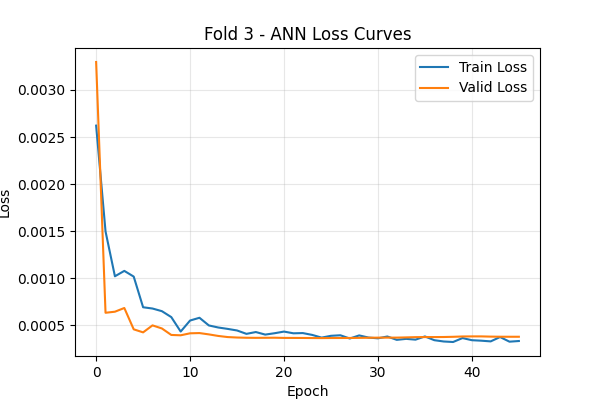 Fold 3 - ANN Loss Curves
Train Loss
Valid Loss
0.0030
0.0025
0.0020
0.0015
0.0010
0.0005
Loss
0 10 20 30 40
Epoch